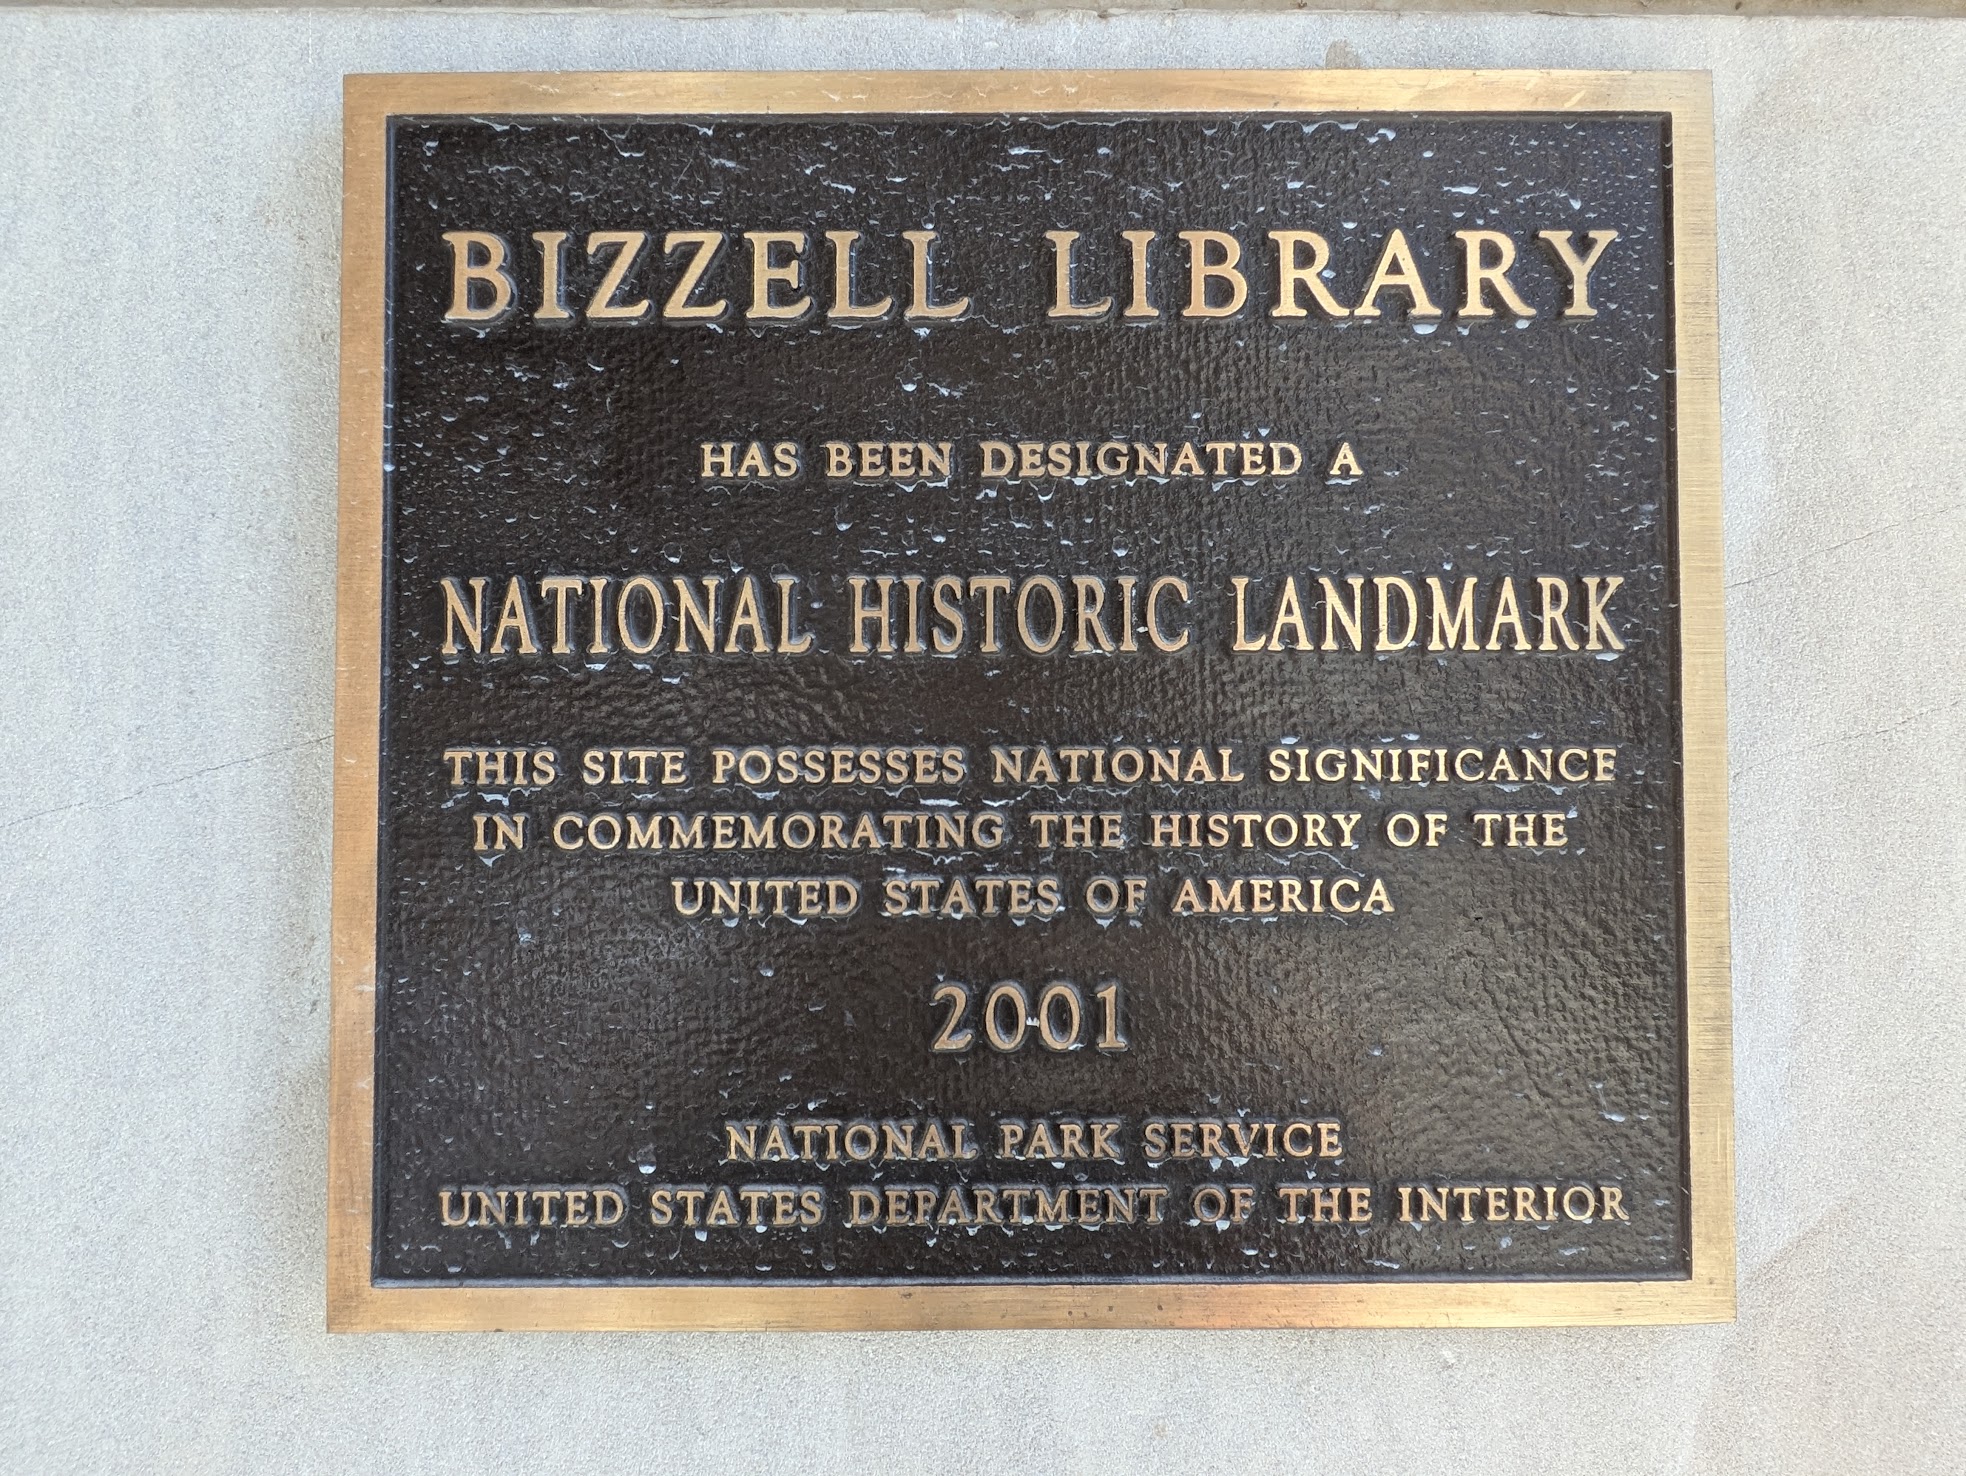 BIZZELL LIBRARY
HAS BEEN DESIGNATED A
NATIONAL HISTORIC LANDMARK
THIS SITE POSSESSES NATIONAL SIGNIFICANCE
IN COMMEMORATING THE HISTORY OF THE
UNITED STATES OF AMERICA
2001
NATIONAL PARK SERVICE
UNITED STATES DEPARTMENT OF THE INTERIOR